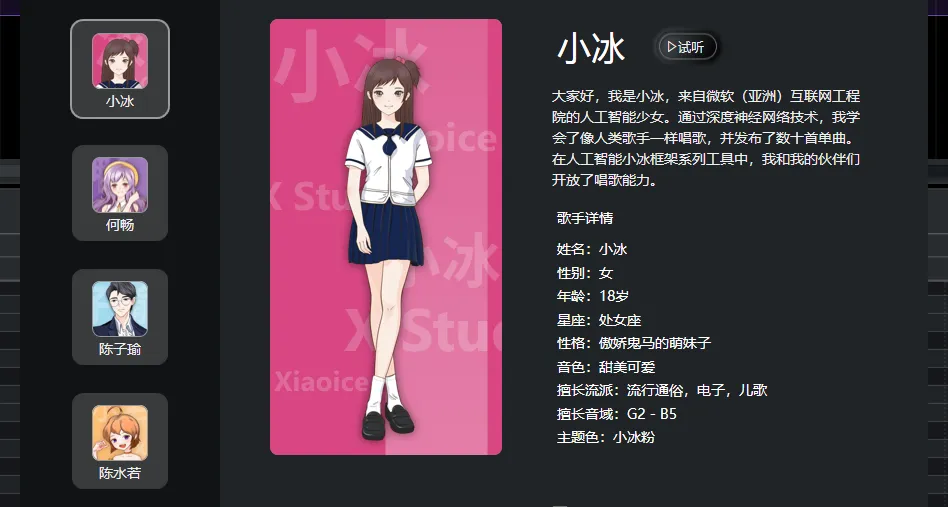 小冰
何畅
陈子瑜
陈水若
小冰
oice
X Stu
小冰
X Stud
Xiaoice
小冰
试听
大家好，我是小冰，来自微软（亚洲）互联网工程
院的人工智能少女。通过深度神经网络技术，我学
会了像人类歌手一样唱歌，并发布了数十首单曲。
在人工智能小冰框架系列工具中，我和我的伙伴们
开放了唱歌能力。
歌手详情
姓名：小冰
性别：女
年龄：18岁
星座：处女座
性格：傲娇鬼马的萌妹子
音色：甜美可爱
擅长流派：流行通俗，电子，儿歌
擅长音域：G2 - B5
主题色：小冰粉